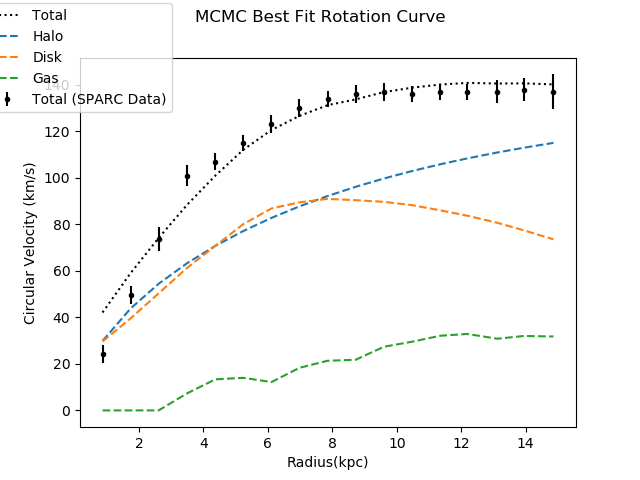 MCMC Best Fit Rotation Curve
Total
Halo
Disk
Gas
Total (SPARC Data)
140
120
100
80
60
40
20
0
Circular Velocity (km/s)
2 4 6 8 10 12 14
Radius(kpc)